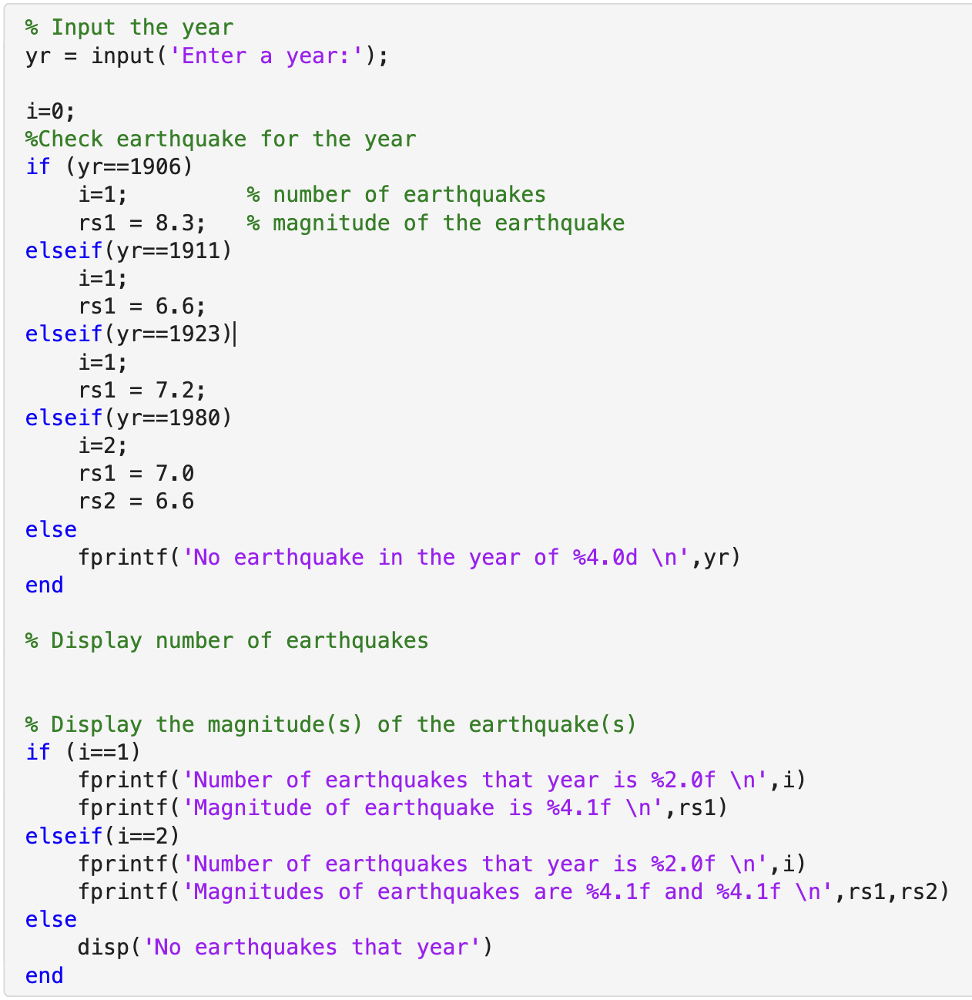 % Input the year
yr = input('Enter a year:');
i=0;
%Check earthquake for the year
if (yr==1906)
    i=1;         % number of earthquakes
    rs1 = 8.3;   % magnitude of the earthquake
elseif(yr==1911)
    i=1;
    rs1 = 6.6;
elseif(yr==1923)
    i=1;
    rs1 = 7.2;
elseif(yr==1980)
    i=2;
    rs1 = 7.0
    rs2 = 6.6
else
    fprintf('No earthquake in the year of %4.0d \n',yr)
end
% Display number of earthquakes
% Display the magnitude(s) of the earthquake(s)
if (i==1)
    fprintf('Number of earthquakes that year is %2.0f \n',i)
    fprintf('Magnitude of earthquake is %4.1f \n',rs1)
elseif(i==2)
    fprintf('Number of earthquakes that year is %2.0f \n',i)
    fprintf('Magnitudes of earthquakes are %4.1f and %4.1f \n',rs1,rs2)
else
    disp('No earthquakes that year')
end